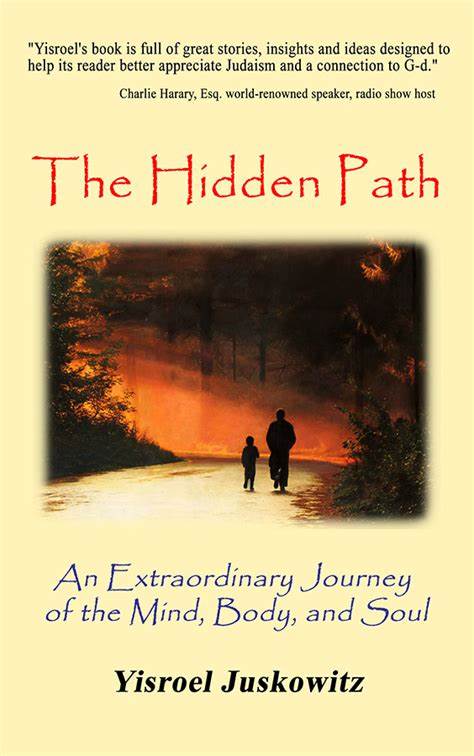 "Yisroel's book is full of great stories, insights and ideas designed to
help its reader better appreciate Judaism and a connection to G-d."
Charlie Harary, Esq. world-renowned speaker, radio show host
The Hidden Path
An Extraordinary Journey
of the Mind, Body, and Soul
Yisroel Juskowitz